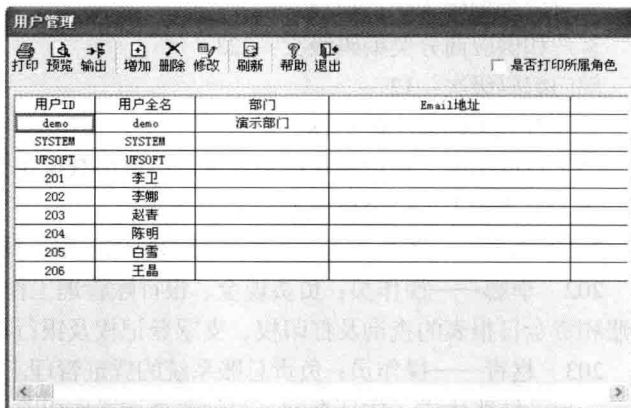 用户管理
打印 预览 输出 增加 删除 修改 刷新 帮助 退出 是否打印所属角色
用户ID 用户全名 部门 Email地址
demo demo 演示部门
SYSTEM SYSTEM
UFSOFT UFSOFT
201 李卫
202 李娜
203 赵青
204 陈明
205 白雪
206 王晶